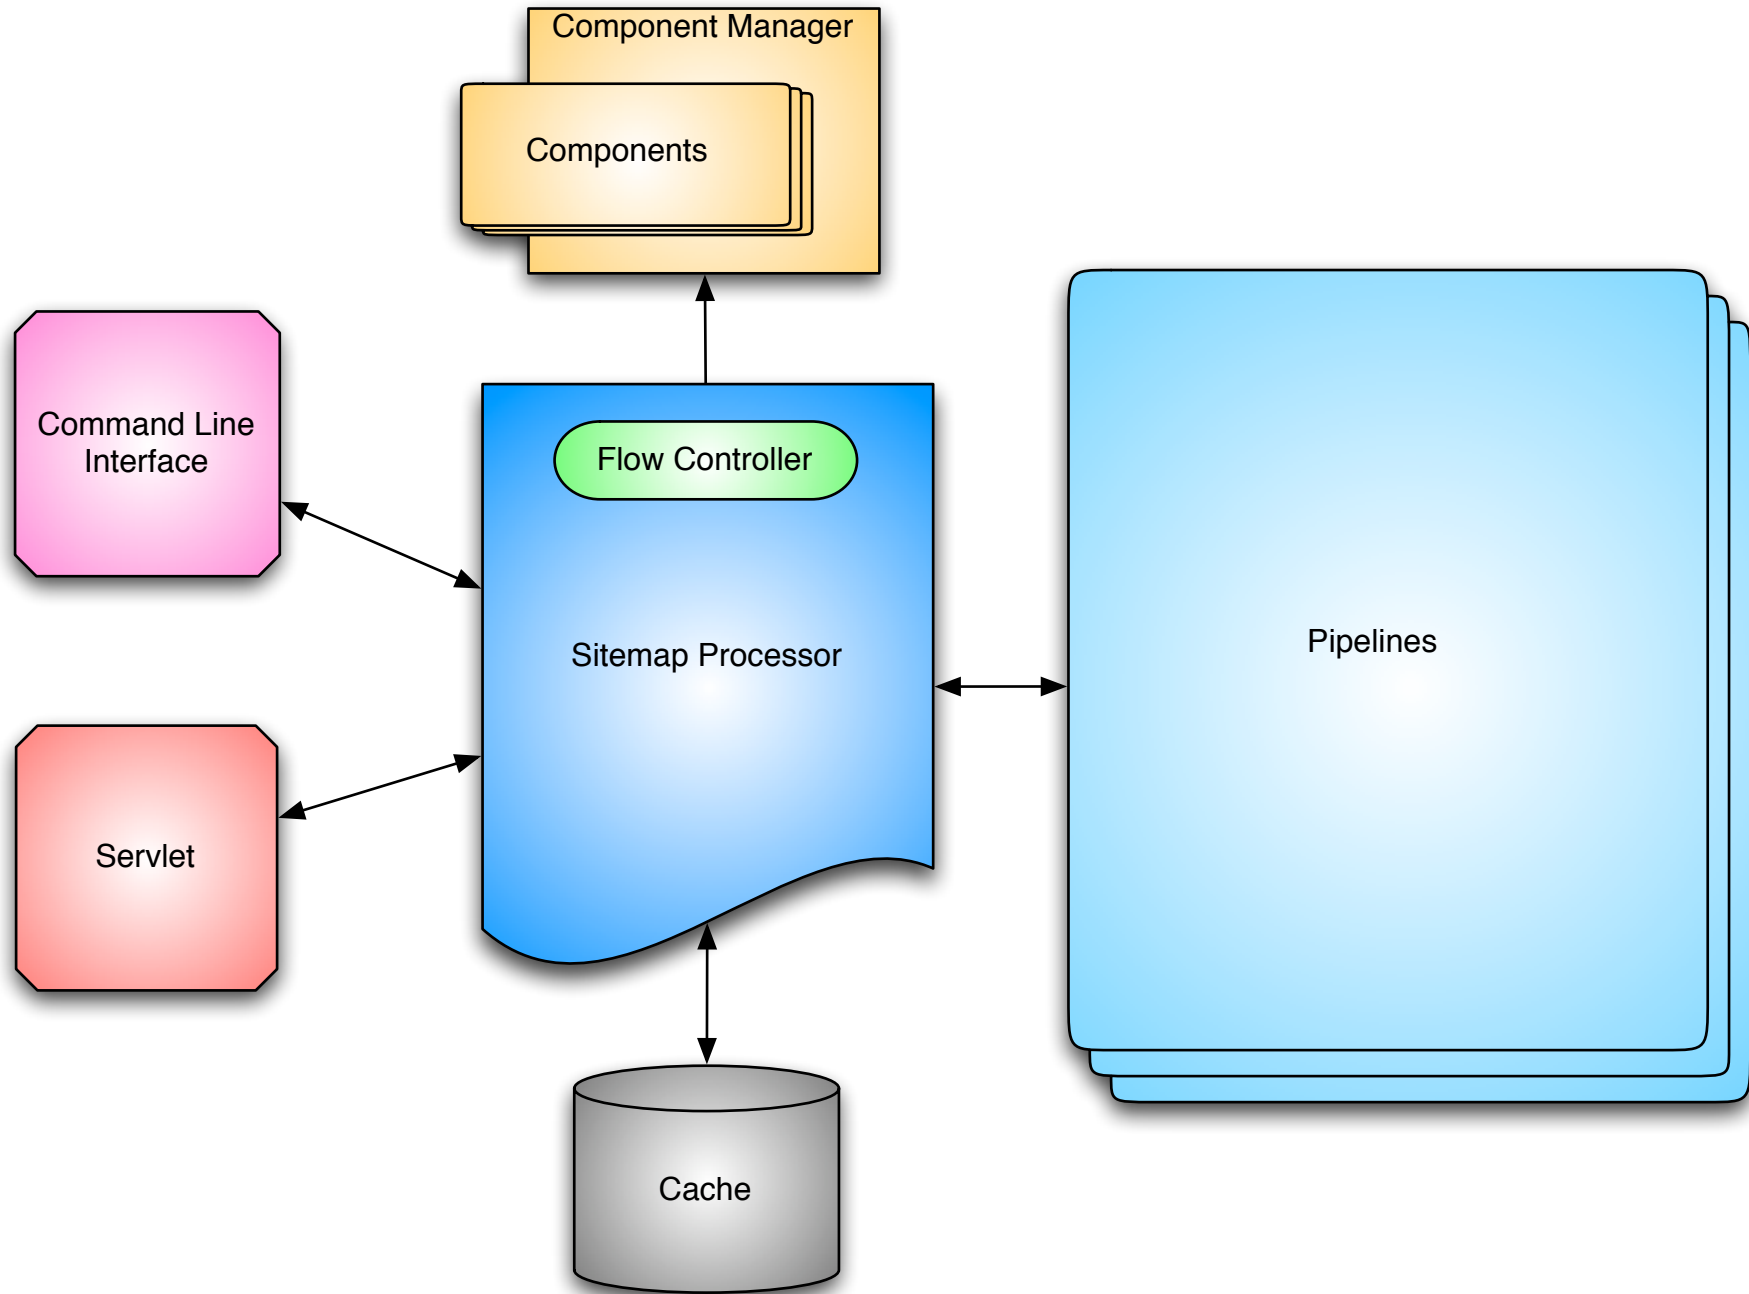 Component Manager
Components
Command Line
Interface
Flow Controller
Sitemap Processor
Pipelines
Servlet
Cache